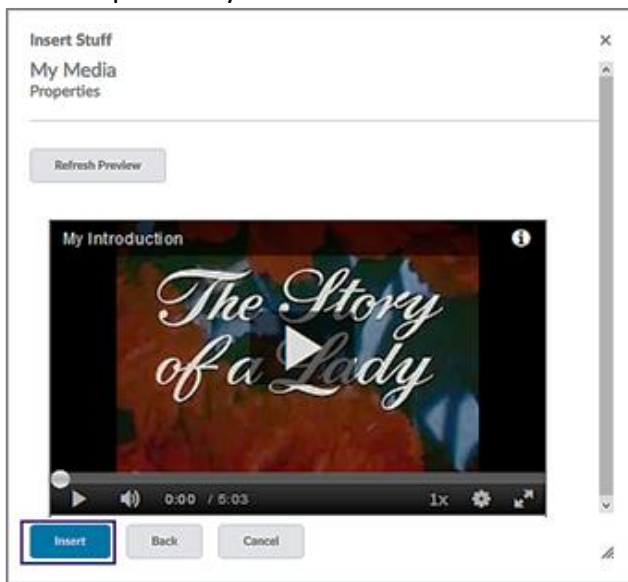 Insert Stuff
My Media
Properties
Refresh Preview
My Introduction
The Story
of a Lady
0:00 / 5:03 1x
Insert Back Cancel